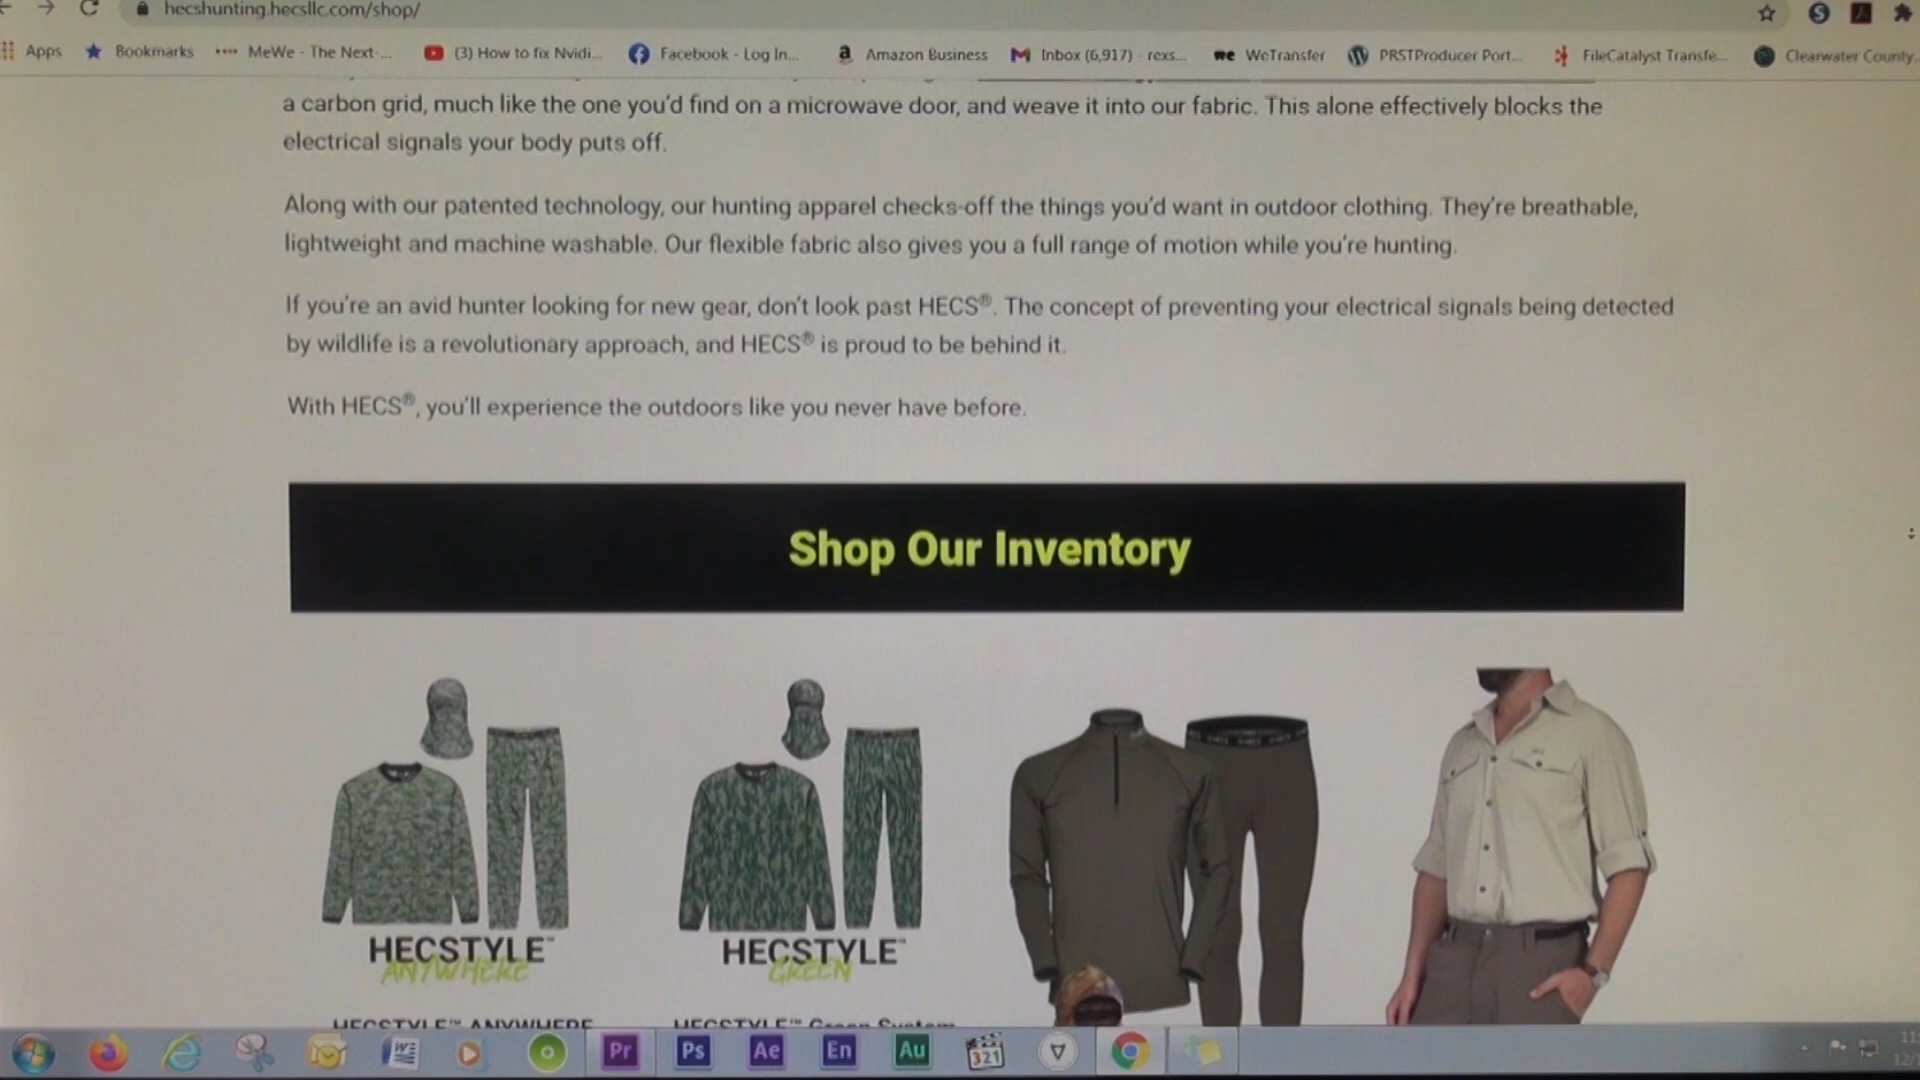 hecshunting.hecsllc.com/shop/
Apps Bookmarks MeWe - The Next-... (3) How to fix Nvidi... Facebook - Log In... Amazon Business Inbox (6,917) - rexs... WeTransfer PRSTProducer Port... FileCatalyst Transfe... Clearwater County
a carbon grid, much like the one you'd find on a microwave door, and weave it into our fabric. This alone effectively blocks the
electrical signals your body puts off.
Along with our patented technology, our hunting apparel checks-off the things you'd want in outdoor clothing. They're breathable,
lightweight and machine washable. Our flexible fabric also gives you a full range of motion while you're hunting.
If you're an avid hunter looking for new gear, don't look past HECS®. The concept of preventing your electrical signals being detected
by wildlife is a revolutionary approach, and HECS® is proud to be behind it.
With HECS®, you'll experience the outdoors like you never have before.
Shop Our Inventory
HECSTYLE™ HECSTYLE™
ANYWHERE GREEN
HECSTYLE™ ANYWHERE HECSTYLE™ Green System
Pr Ps Ae En Au 321